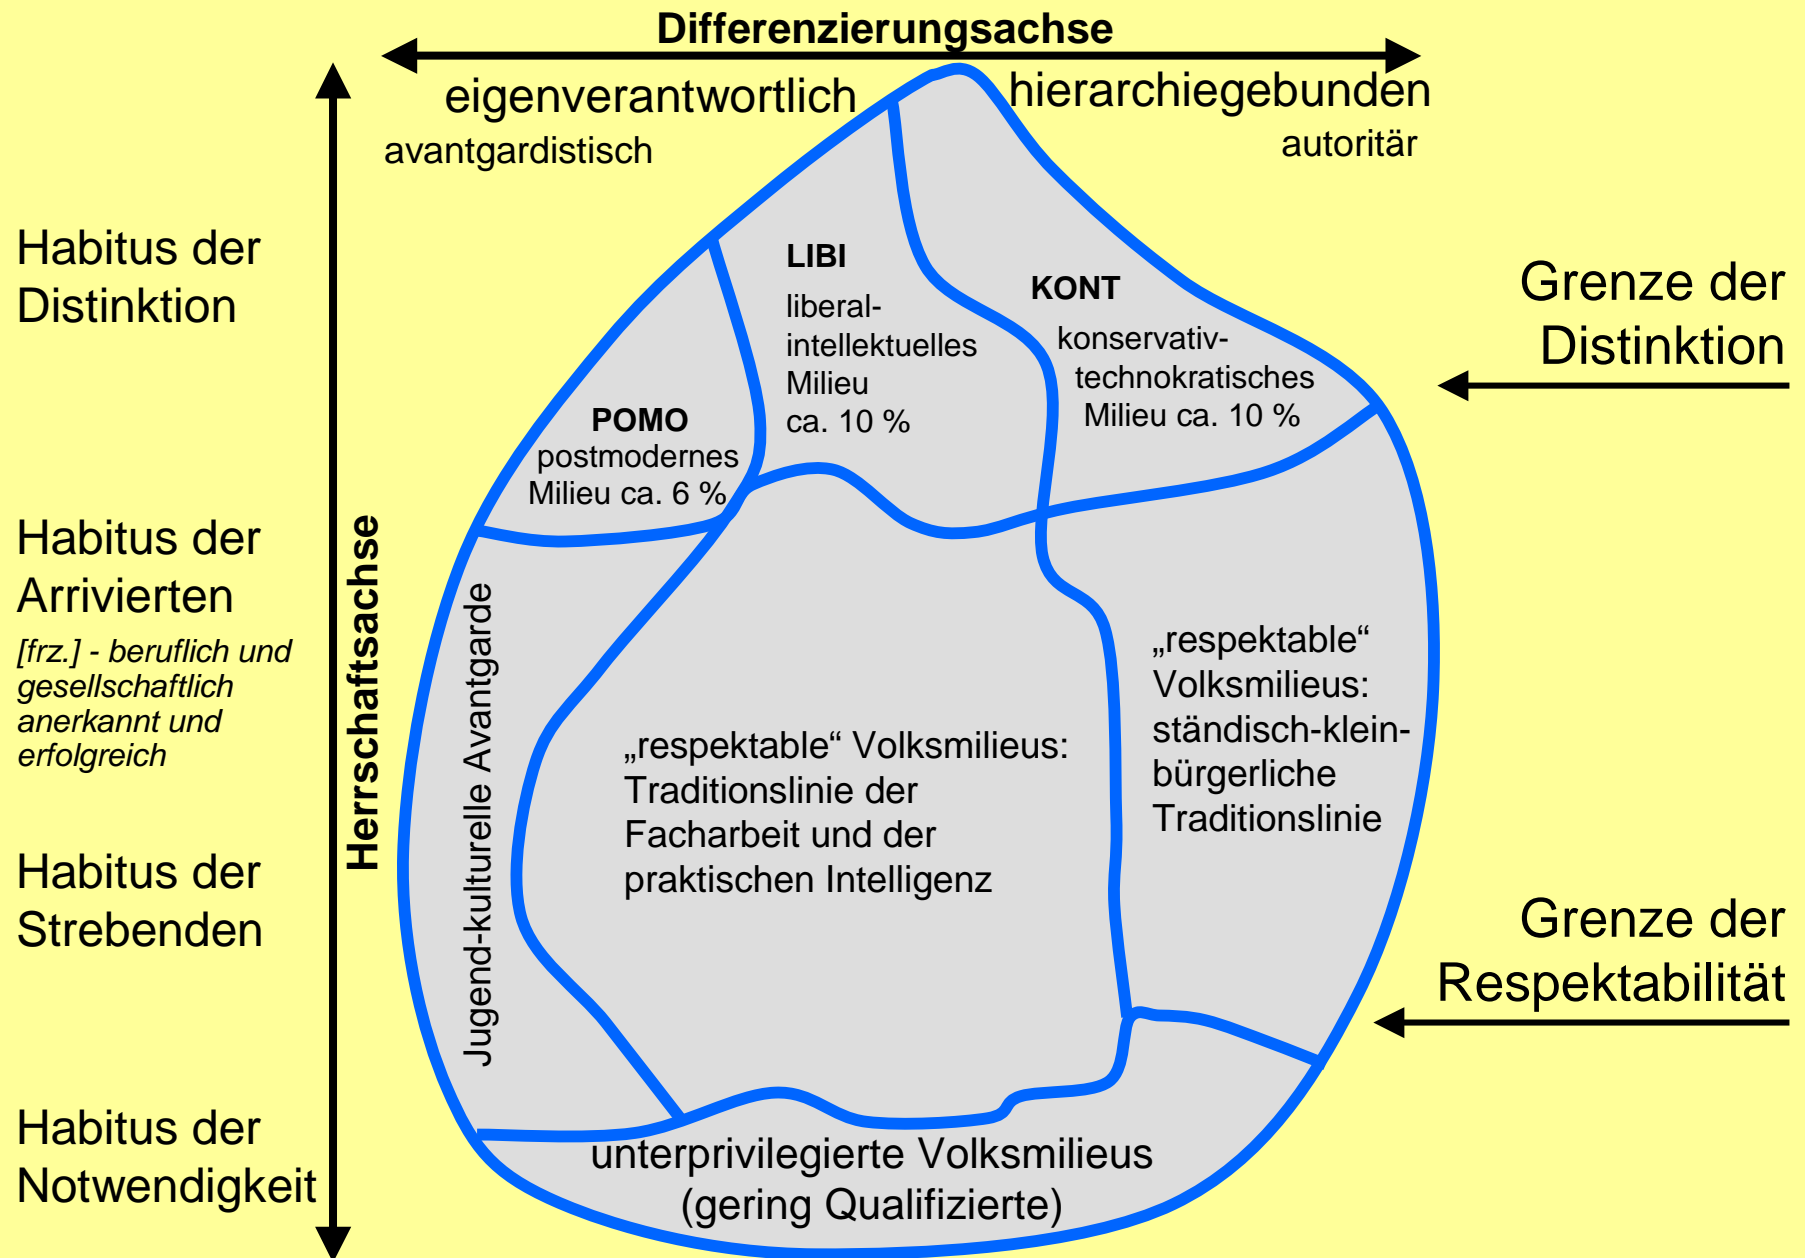 Differenzierungsachse
eigenverantwortlich
hierarchiegebunden
avantgardistisch
autoritär
Herrschaftsachse
Habitus der
Distinktion
Habitus der
Arrivierten
[frz.] - beruflich und
gesellschaftlich
anerkannt und
erfolgreich
Habitus der
Strebenden
Habitus der
Notwendigkeit
LIBI
liberal-
intellektuelles
Milieu
ca. 10 %
KONT
konservativ-
technokratisches
Milieu ca. 10 %
POMO
postmodernes
Milieu ca. 6 %
Jugend-kulturelle Avantgarde
„respektable“ Volksmilieus:
Traditionslinie der
Facharbeit und der
praktischen Intelligenz
„respektable“
Volksmilieus:
ständisch-klein-
bürgerliche
Traditionslinie
unterprivilegierte Volksmilieus
(gering Qualifizierte)
Grenze der
Distinktion
Grenze der
Respektabilität